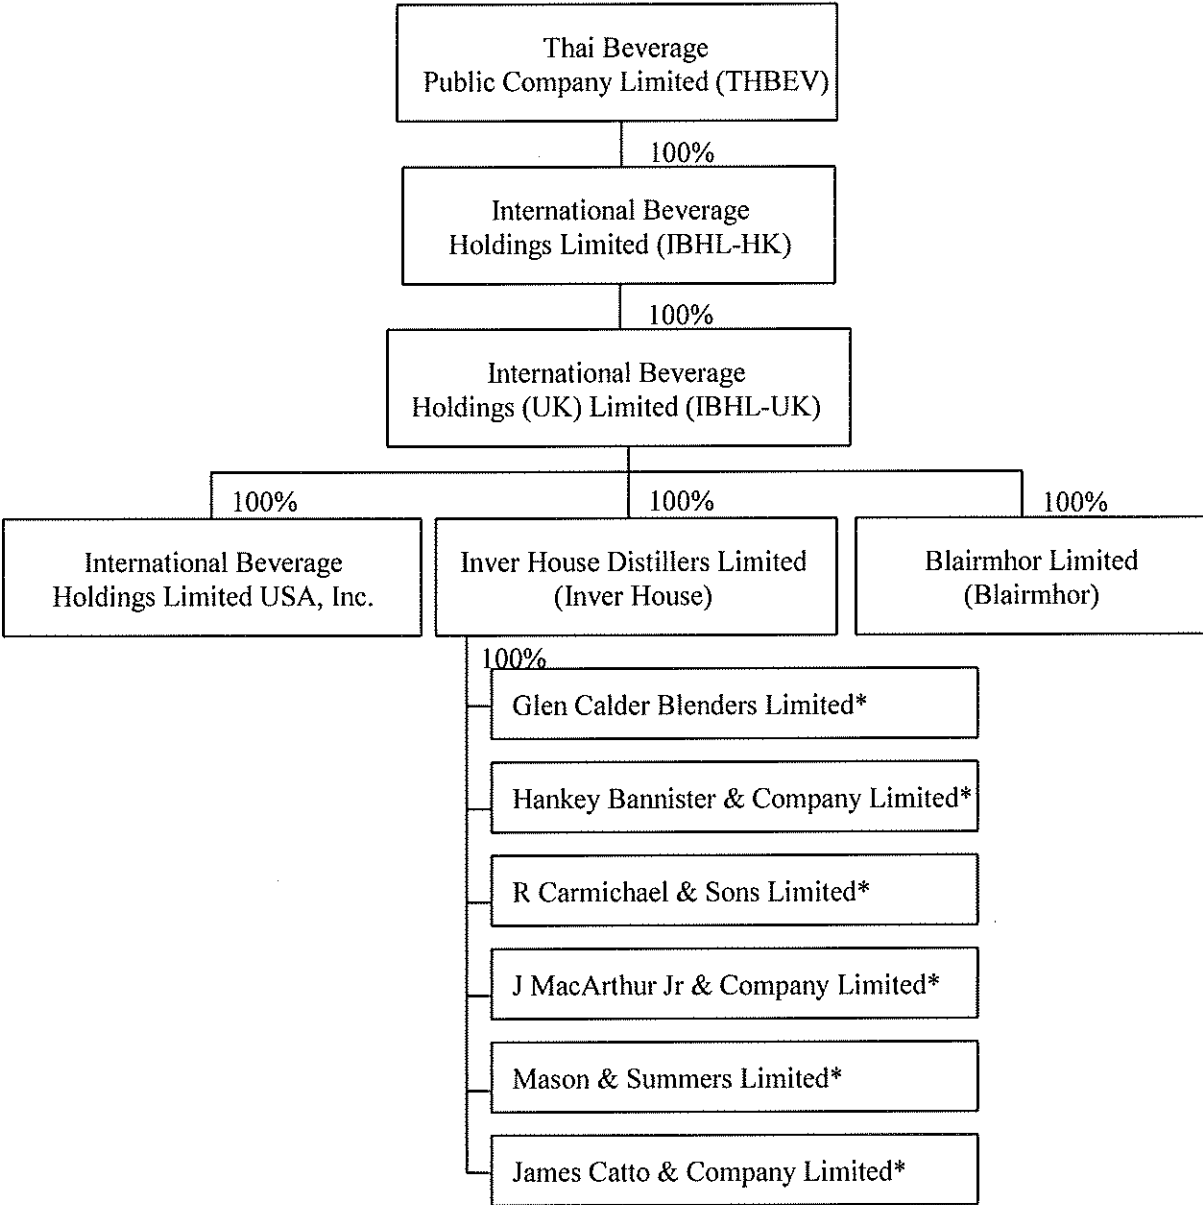 Thai Beverage
Public Company Limited (THBEV)
100%
International Beverage
Holdings Limited (IBHL-HK)
100%
International Beverage
Holdings (UK) Limited (IBHL-UK)
100%
100%
100%
International Beverage
Holdings Limited USA, Inc.
Inver House Distillers Limited
(Inver House)
Blairmhor Limited
(Blairmhor)
100%
Glen Calder Blenders Limited*
Hankey Bannister & Company Limited*
R Carmichael & Sons Limited*
J MacArthur Jr & Company Limited*
Mason & Summers Limited*
James Catto & Company Limited*